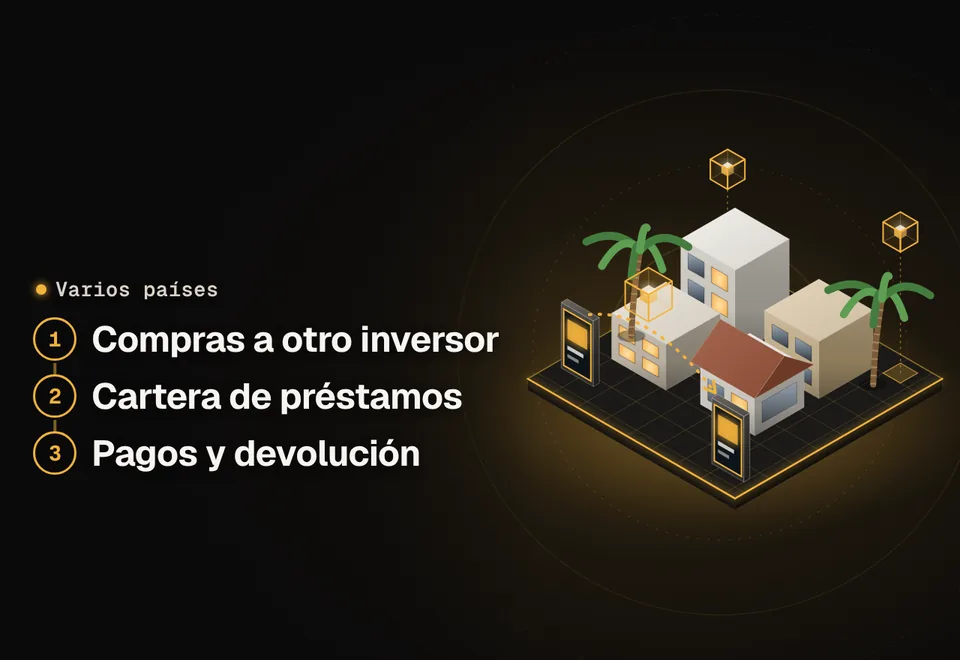 Varios países
1 Compras a otro inversor
2 Cartera de préstamos
3 Pagos y devolución